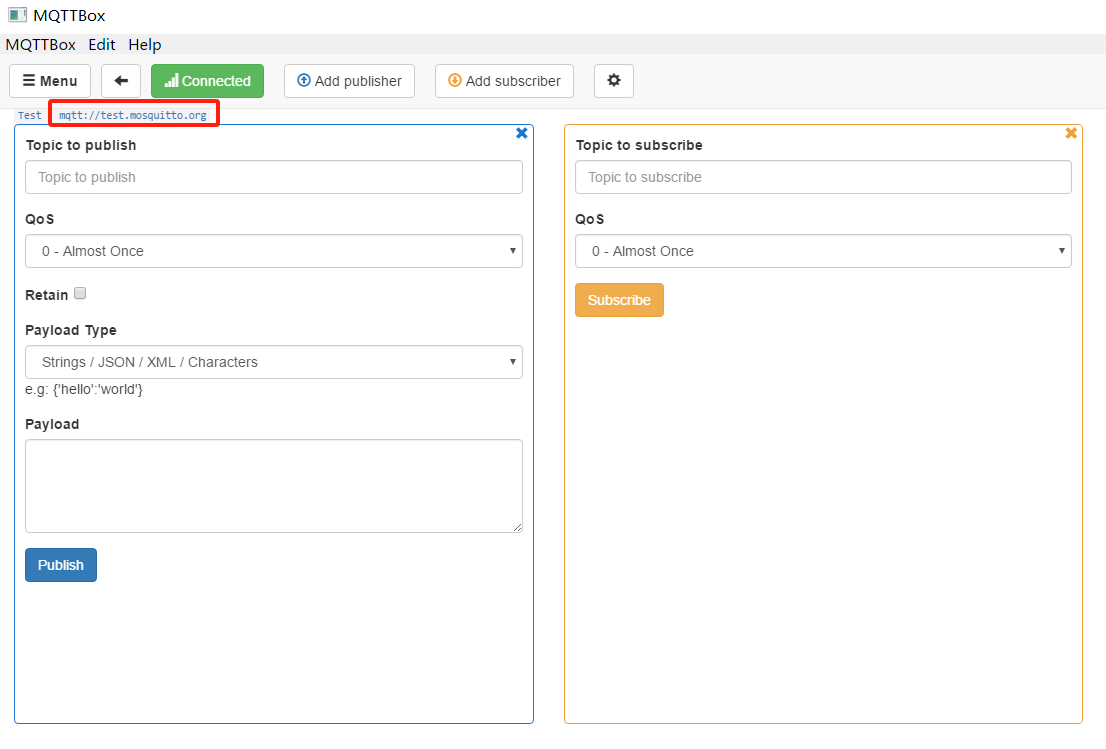 MQTTBox
MQTTBox Edit Help
Menu Connected Add publisher Add subscriber
Test mqtt://test.mosquitto.org
Topic to publish
Topic to publish
QoS
0 - Almost Once
Retain
Payload Type
Strings / JSON / XML / Characters
e.g: {'hello':'world'}
Payload
Publish
Topic to subscribe
Topic to subscribe
QoS
0 - Almost Once
Subscribe